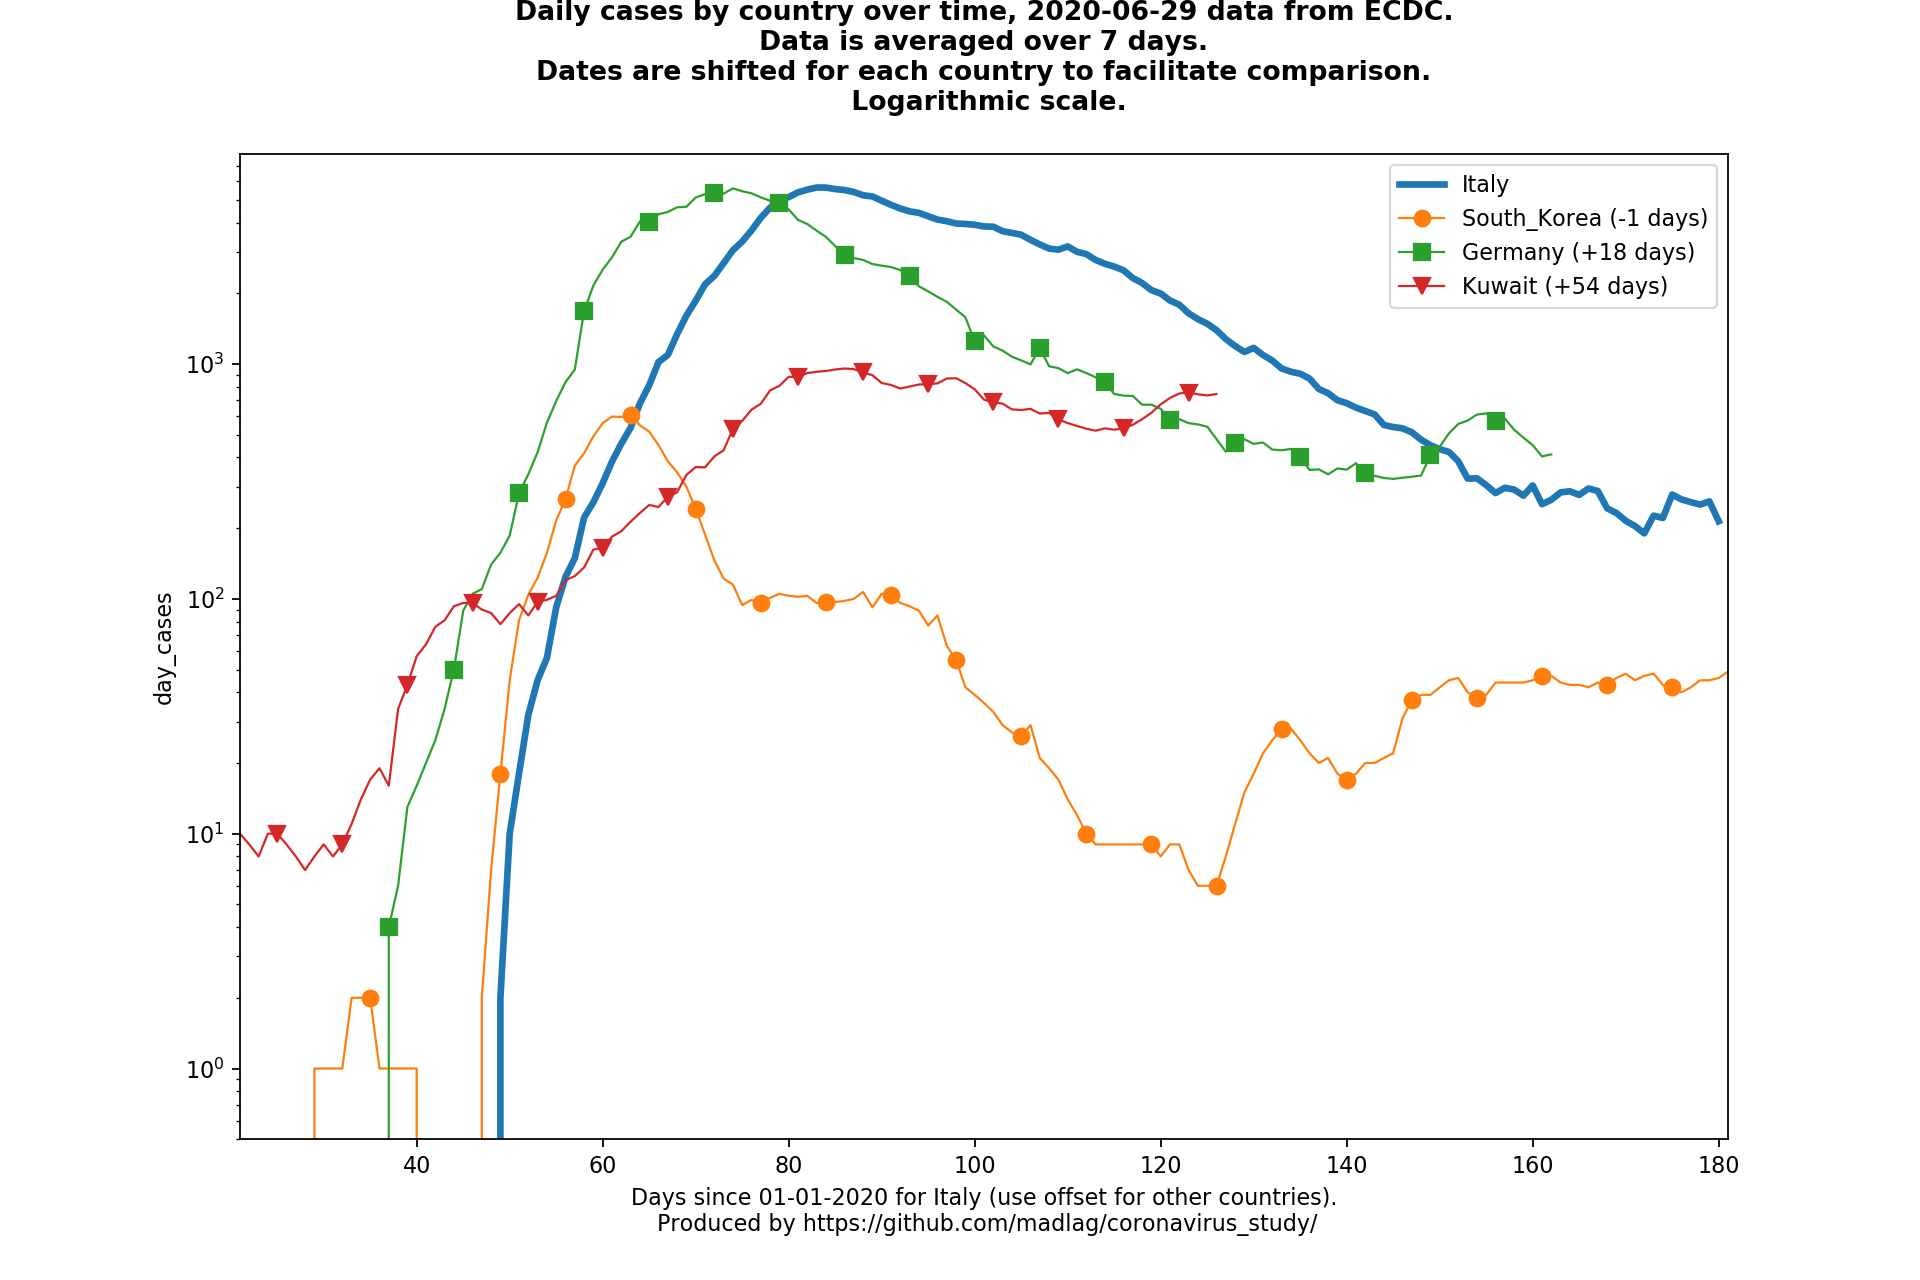 Daily cases by country over time, 2020-06-29 data from ECDC.
Data is averaged over 7 days.
Dates are shifted for each country to facilitate comparison.
Logarithmic scale.
Italy
South_Korea (-1 days)
Germany (+18 days)
Kuwait (+54 days)
day_cases
10³
10²
10¹
10⁰
40 60 80 100 120 140 160 180
Days since 01-01-2020 for Italy (use offset for other countries).
Produced by https://github.com/madlag/coronavirus_study/